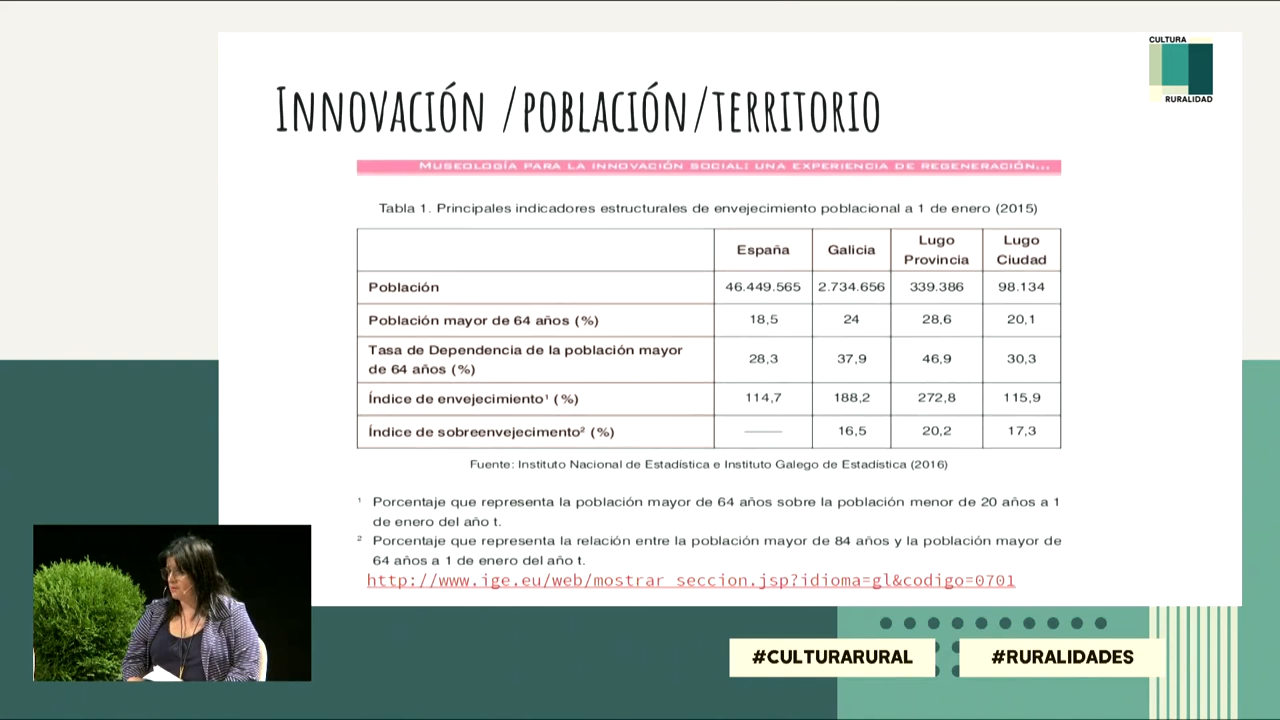 CULTURA
RURALIDAD
INNOVACIÓN /POBLACIÓN/TERRITORIO
MUSEOLOGÍA PARA LA INNOVACIÓN SOCIAL: UNA EXPERIENCIA DE REGENERACIÓN...
Tabla 1. Principales indicadores estructurales de envejecimiento poblacional a 1 de enero (2015)
España Galicia Lugo Provincia Lugo Ciudad
Población 46.449.565 2.734.656 339.386 98.134
Población mayor de 64 años (%) 18,5 24 28,6 20,1
Tasa de Dependencia de la población mayor
de 64 años (%) 28,3 37,9 46,9 30,3
Índice de envejecimiento¹ (%) 114,7 188,2 272,8 115,9
Índice de sobreenvejecimento² (%) —— 16,5 20,2 17,3
Fuente: Instituto Nacional de Estadística e Instituto Galego de Estadística (2016)
¹ Porcentaje que representa la población mayor de 64 años sobre la población menor de 20 años a 1
de enero del año t.
² Porcentaje que representa la relación entre la población mayor de 84 años y la población mayor de
64 años a 1 de enero del año t.
http://www.ige.eu/web/mostrar_seccion.jsp?idioma=gl&codigo=0701
#CULTURARURAL
#RURALIDADES